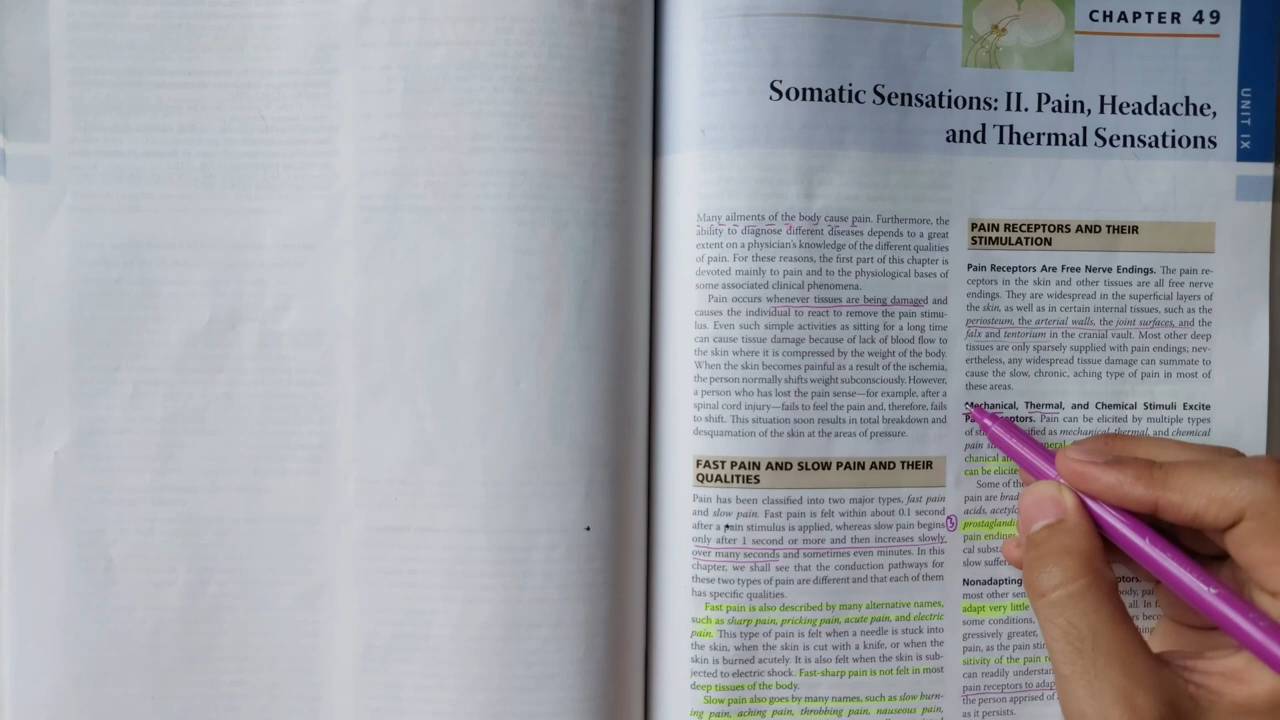 CHAPTER 49
UNIT IX
Somatic Sensations: II. Pain, Headache,
and Thermal Sensations
Many ailments of the body cause pain. Furthermore, the
ability to diagnose different diseases depends to a great
extent on a physician's knowledge of the different qualities
of pain. For these reasons, the first part of this chapter is
devoted mainly to pain and to the physiological bases of
some associated clinical phenomena.
Pain occurs whenever tissues are being damaged and
causes the individual to react to remove the pain stimu-
lus. Even such simple activities as sitting for a long time
can cause tissue damage because of lack of blood flow to
the skin where it is compressed by the weight of the body.
When the skin becomes painful as a result of the ischemia,
the person normally shifts weight subconsciously. However,
a person who has lost the pain sense—for example, after a
spinal cord injury—fails to feel the pain and, therefore, fails
to shift. This situation soon results in total breakdown and
desquamation of the skin at the areas of pressure.
FAST PAIN AND SLOW PAIN AND THEIR
QUALITIES
Pain has been classified into two major types, fast pain
and slow pain. Fast pain is felt within about 0.1 second
after a pain stimulus is applied, whereas slow pain begins
only after 1 second or more and then increases slowly
over many seconds and sometimes even minutes. In this
chapter, we shall see that the conduction pathways for
these two types of pain are different and that each of them
has specific qualities.
Fast pain is also described by many alternative names,
such as sharp pain, pricking pain, acute pain, and electric
pain. This type of pain is felt when a needle is stuck into
the skin, when the skin is cut with a knife, or when the
skin is burned acutely. It is also felt when the skin is sub-
jected to electric shock. Fast-sharp pain is not felt in most
deep tissues of the body.
Slow pain also goes by many names, such as slow burn-
ing pain, aching pain, throbbing pain, nauseous pain,
PAIN RECEPTORS AND THEIR
STIMULATION
Pain Receptors Are Free Nerve Endings. The pain re-
ceptors in the skin and other tissues are all free nerve
endings. They are widespread in the superficial layers of
the skin, as well as in certain internal tissues, such as the
periosteum, the arterial walls, the joint surfaces, and the
falx and tentorium in the cranial vault. Most other deep
tissues are only sparsely supplied with pain endings; nev-
ertheless, any widespread tissue damage can summate to
cause the slow, chronic, aching type of pain in most of
these areas.
Mechanical, Thermal, and Chemical Stimuli Excite
Pain can be elicited by multiple types
of mechanical, thermal, and chemical
pain
chanical
can be
Some of the
pain are
acids,
pain
cal
slow
Nonadapting
most other
adapt very little all. In
some conditions.
gressively greater,
pain, as the pain
sitivity of the pain
can readily
pain receptors to
the person apprised of
as it persists.